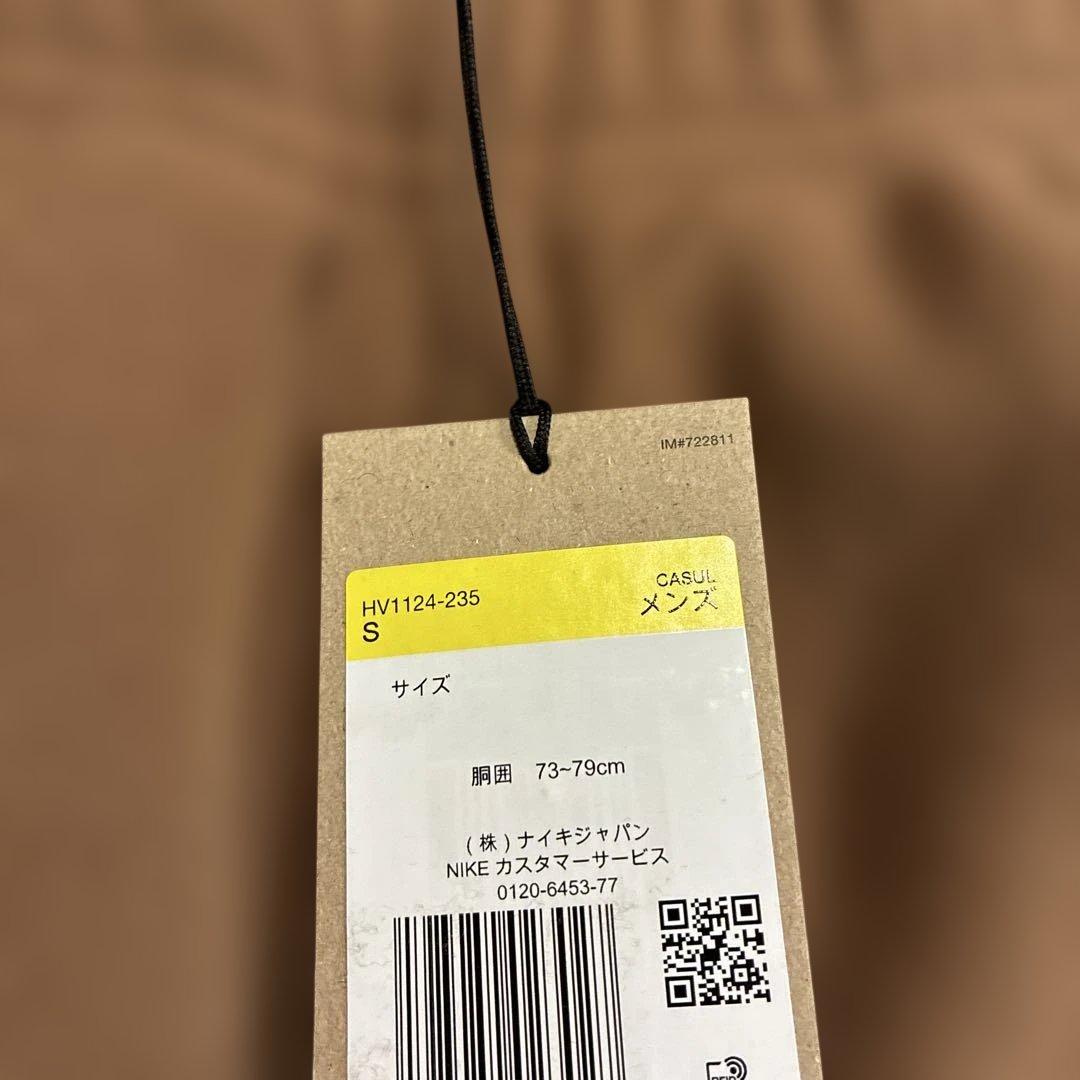 IM#722811
HV1124-235
CASUL
S
メンズ
サイズ
胴囲 73~79cm
(株)ナイキジャパン
NIKE カスタマーサービス
0120-6453-77